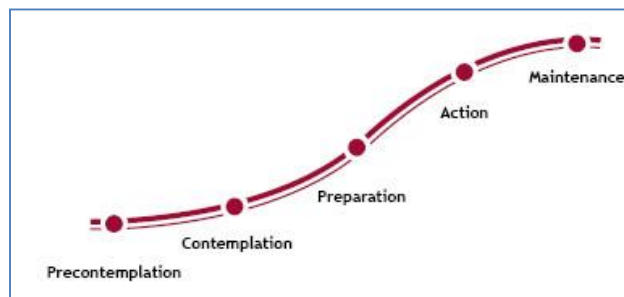 Maintenance
Action
Preparation
Contemplation
Precontemplation